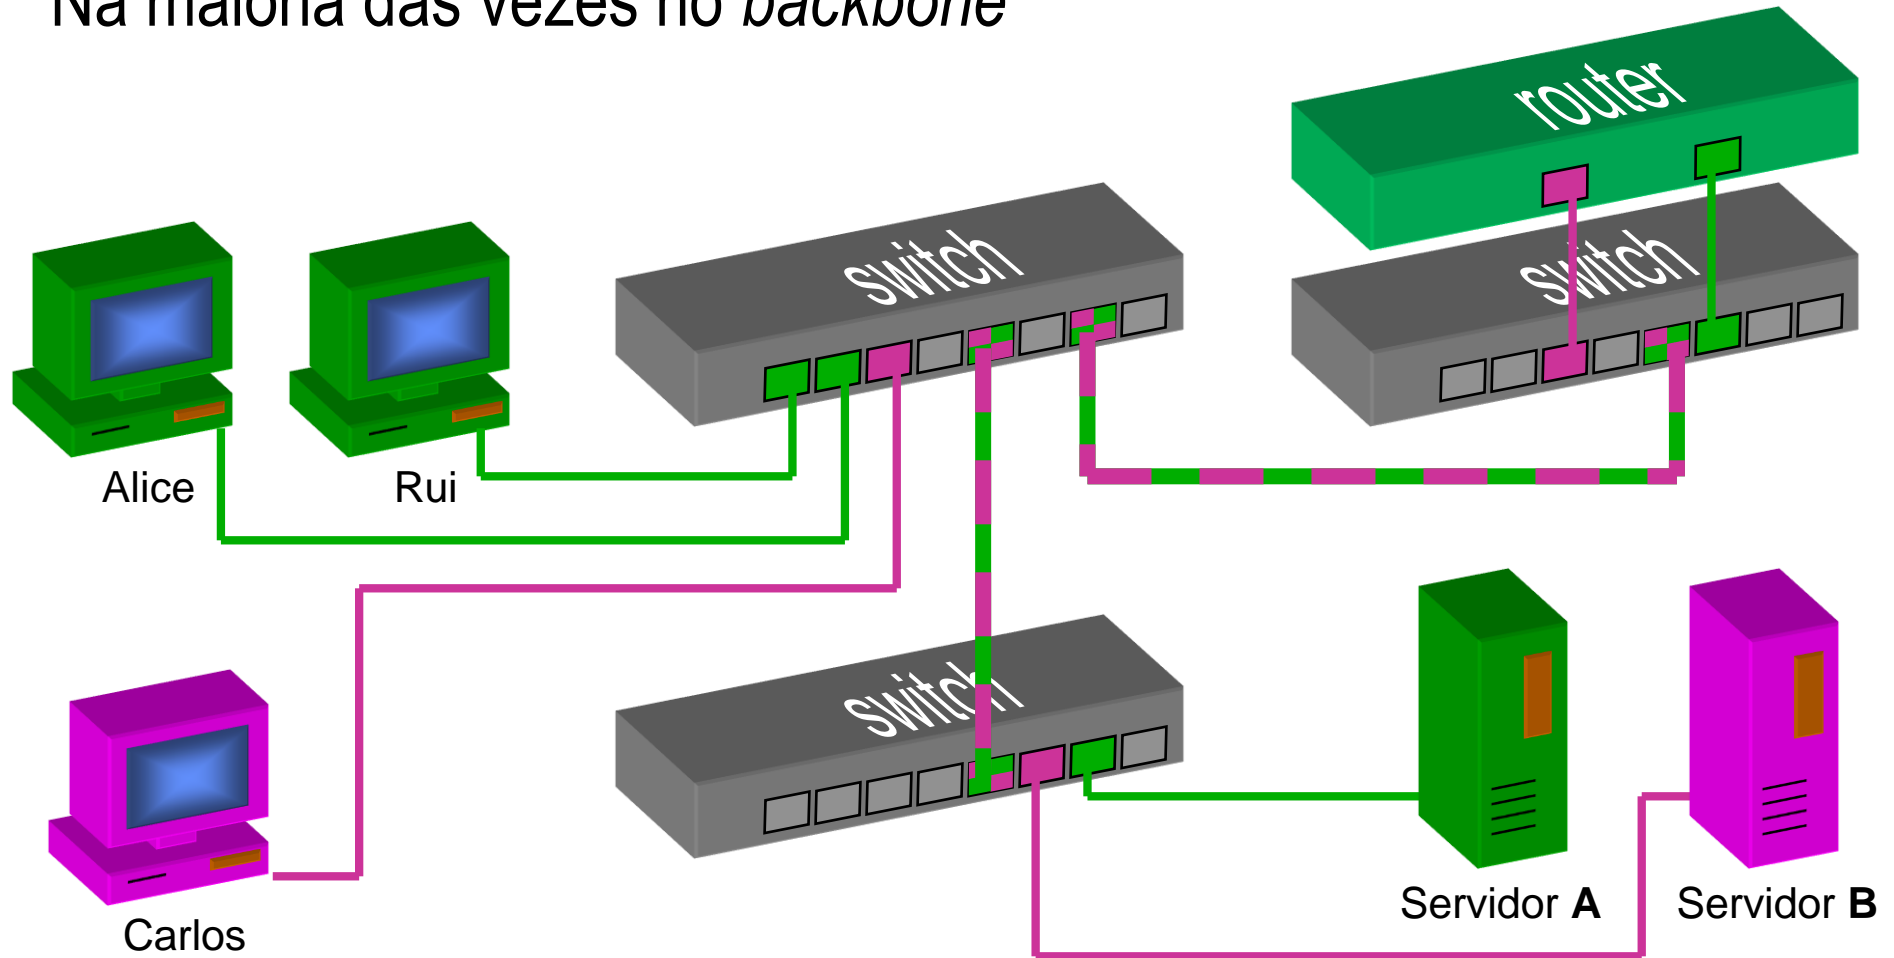 Na maioria das vezes no backbone
router
switch
switch
Alice
Rui
switch
Servidor A
Servidor B
Carlos